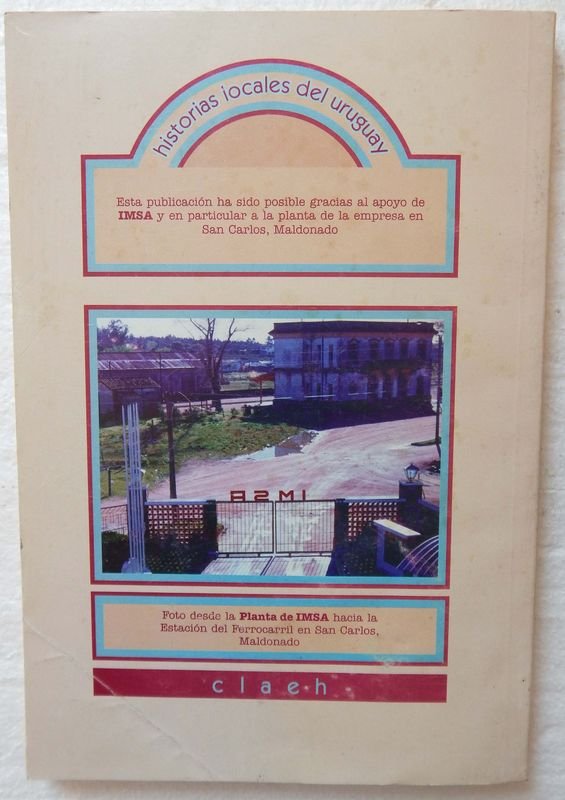 historias locales del uruguay
Esta publicación ha sido posible gracias al apoyo de
IMSA y en particular a la planta de la empresa en
San Carlos, Maldonado
IMSA
Foto desde la Planta de IMSA hacia la
Estación del Ferrocarril en San Carlos,
Maldonado
claeh